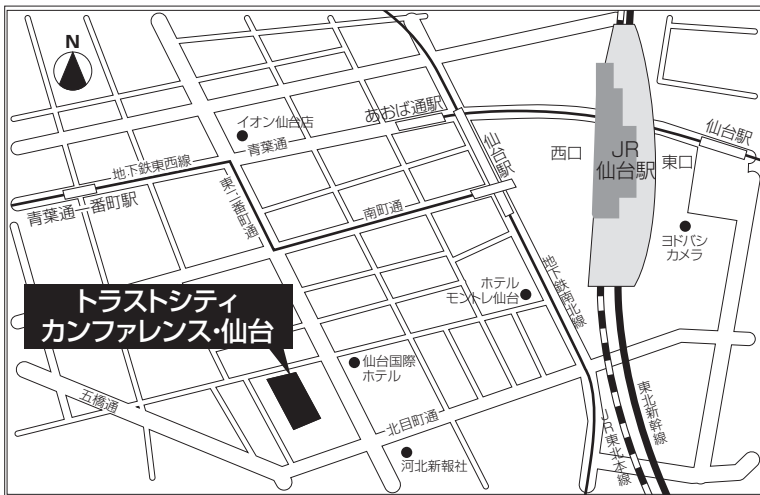 N
イオン仙台店
青葉通
あおば通駅
仙台駅
西口
JR
仙台駅
東口
仙台駅
地下鉄東西線
青葉通一番町駅
東二番町通
南町通
ヨドバシ
カメラ
ホテル
モントレ仙台
地下鉄南北線
トラストシティ
カンファレンス・仙台
仙台国際
ホテル
五橋通
北目町通
河北新報社
JR東北本線
東北新幹線